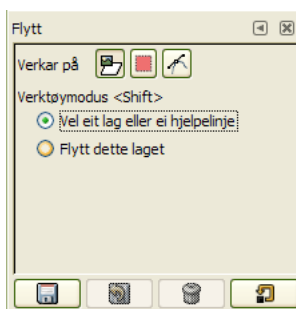 Flytt
Verkar på
Verktøymodus <Shift>
Vel eit lag eller ei hjelpelinje
Flytt dette laget